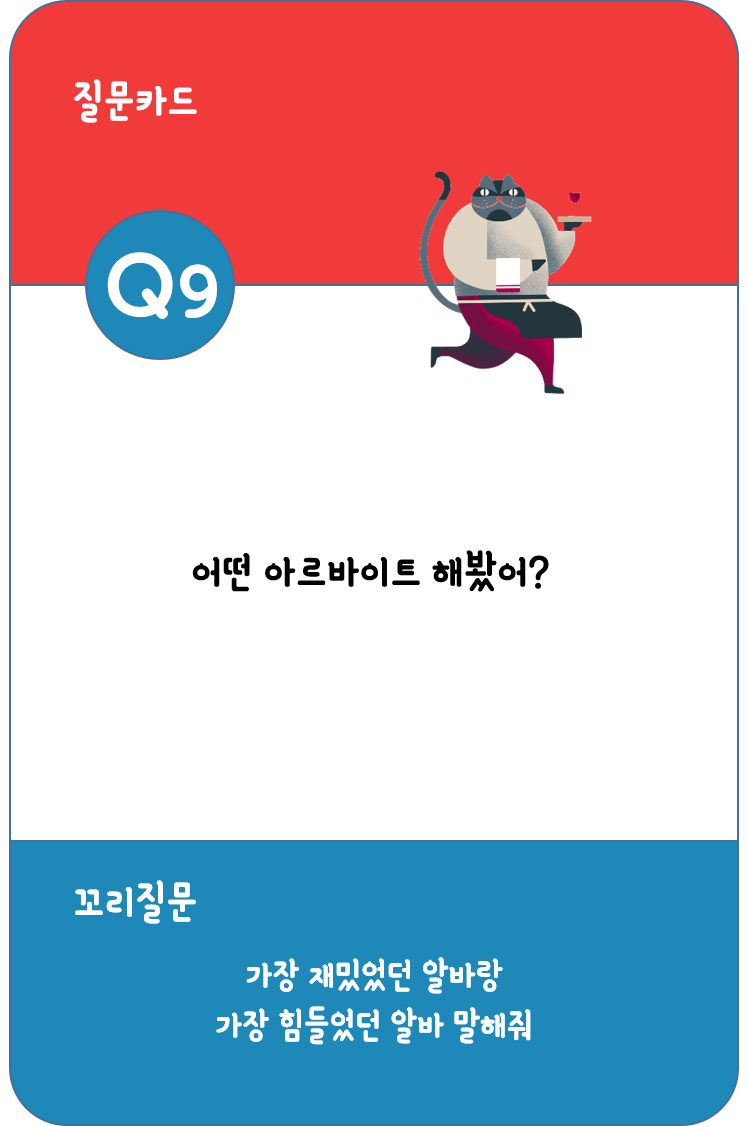 질문카드
Q9
어떤 아르바이트 해봤어?
꼬리질문
가장 재밌었던 알바랑
가장 힘들었던 알바 말해줘